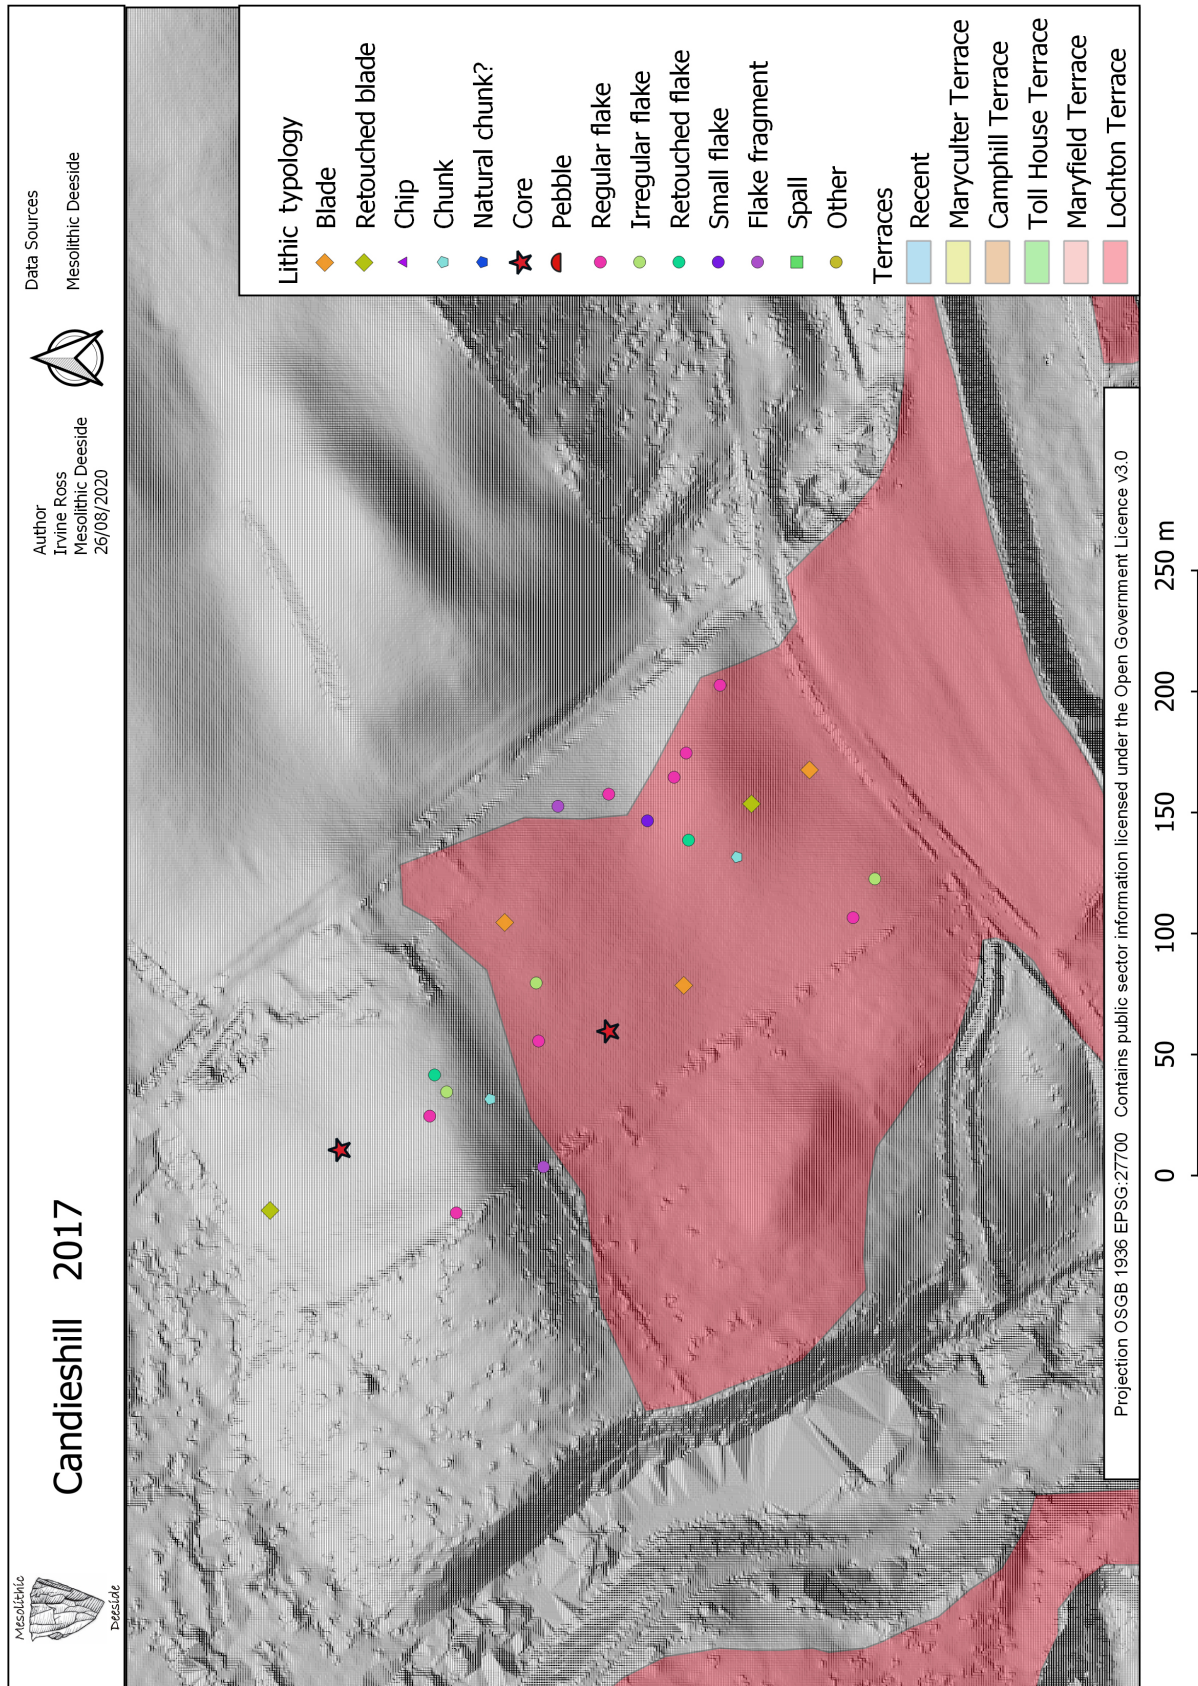 Mesolithic
Deeside
Candieshill 2017
Author
Irvine Ross
Mesolithic Deeside
26/08/2020
Data Sources
Mesolithic Deeside
Lithic typology
Blade
Retouched blade
Chip
Chunk
Natural chunk?
Core
Pebble
Regular flake
Irregular flake
Retouched flake
Small flake
Flake fragment
Spall
Other
Terraces
Recent
Maryculter Terrace
Camphill Terrace
Toll House Terrace
Maryfield Terrace
Lochton Terrace
Projection OSGB 1936 EPSG:27700 Contains public sector information licensed under the Open Government Licence v3.0
0 50 100 150 200 250 m